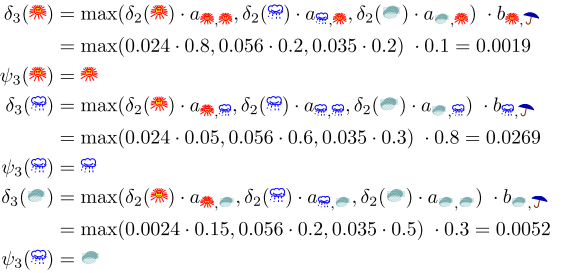 δ₃(☀) = max(δ₂(☀) · a☀,☀, δ₂(🌧) · a🌧,☀, δ₂(☁) · a☁,☀) · b☀,☂
= max(0.024 · 0.8, 0.056 · 0.2, 0.035 · 0.2) · 0.1 = 0.0019
ψ₃(☀) = ☀
δ₃(🌧) = max(δ₂(☀) · a☀,🌧, δ₂(🌧) · a🌧,🌧, δ₂(☁) · a☁,🌧) · b🌧,☂
= max(0.024 · 0.05, 0.056 · 0.6, 0.035 · 0.3) · 0.8 = 0.0269
ψ₃(🌧) = 🌧
δ₃(☁) = max(δ₂(☀) · a☀,☁, δ₂(🌧) · a🌧,☁, δ₂(☁) · a☁,☁) · b☁,☂
= max(0.0024 · 0.15, 0.056 · 0.2, 0.035 · 0.5) · 0.3 = 0.0052
ψ₃(🌧) = ☁